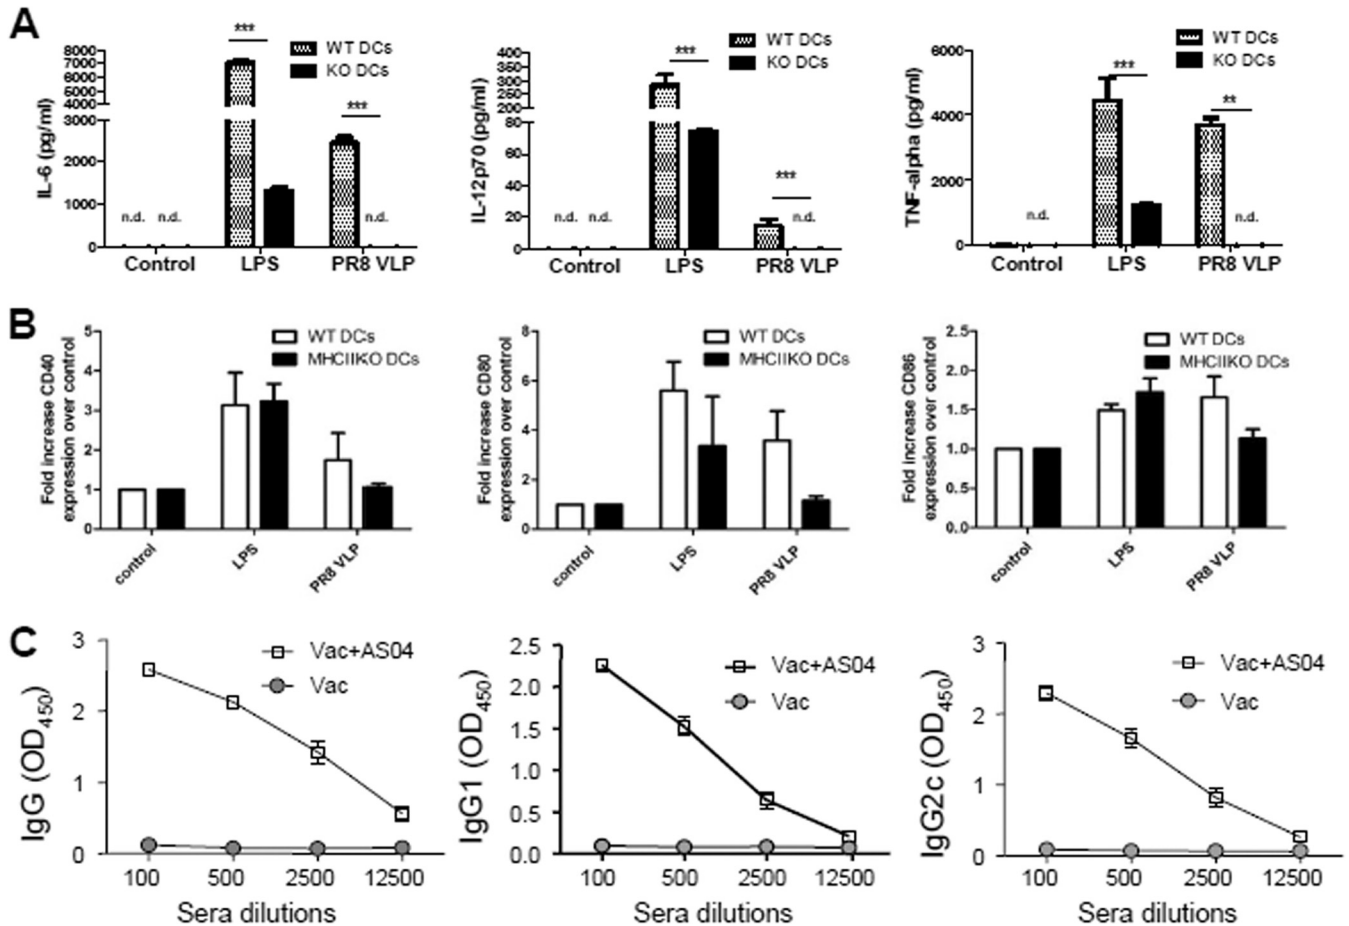 A
IL-6 (pg/ml)
8000
7000
6000
5000
4000
3000
2000
1000
0
***
WT DCs
KO DCs
***
n.d. n.d.
n.d.
Control LPS PR8 VLP
IL-12p70 (pg/ml)
400
350
300
250
200
80
60
40
20
0
***
WT DCs
KO DCs
***
n.d. n.d.
n.d.
Control LPS PR8 VLP
TNF-alpha (pg/ml)
6000
4000
2000
0
***
WT DCs
KO DCs
**
n.d.
n.d.
Control LPS PR8 VLP
B
Fold increase CD40
expression over control
5
4
3
2
1
0
WT DCs
MHCIIKO DCs
control LPS PR8 VLP
Fold increase CD80
expression over control
8
6
4
2
0
WT DCs
MHCIIKO DCs
control LPS PR8 VLP
Fold increase CD86
expression over control
2.5
2.0
1.5
1.0
0.5
0.0
WT DCs
MHCIIKO DCs
control LPS PR8 VLP
C
IgG (OD450)
3
2
1
0
Vac+AS04
Vac
100 500 2500 12500
Sera dilutions
IgG1 (OD450)
2.5
2.0
1.5
1.0
0.5
0.0
Vac+AS04
Vac
100 500 2500 12500
Sera dilutions
IgG2c (OD450)
3
2
1
0
Vac+AS04
Vac
100 500 2500 12500
Sera dilutions